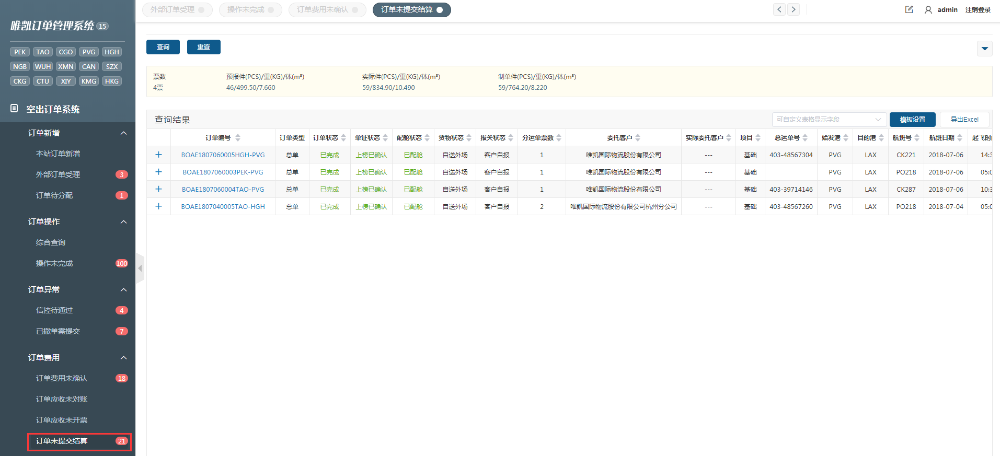 唯凯订单管理系统 15
PEK TAO CGO PVG HGH
NGB WUH XMN CAN SZX
CKG CTU XIY KMG HKG
空出订单系统
订单新增
本站订单新增
外部订单受理 3
订单待分配 1
订单操作
综合查询
操作未完成 100
订单异常
信控待通过 4
已撤单需提交 7
订单费用
订单费用未确认 18
订单应收未对账
订单应收未开票
订单未提交结算 21
外部订单受理 操作未完成 订单费用未确认 订单未提交结算 admin 注销登录
查询 重置
票数 预报件(PCS)/重(KG)/体(m³) 实际件(PCS)/重(KG)/体(m³) 制单件(PCS)/重(KG)/体(m³)
4票 46/499.50/7.660 59/834.90/10.490 59/764.20/8.220
查询结果 可自定义表格显示字段 模板设置 导出Excel
订单编号 订单类型 订单状态 单证状态 配舱状态 货物状态 报关状态 分运单票数 委托客户 实际委托客户 项目 总运单号 始发港 目的港 航班号 航班日期 起飞时
BOAE1807060005HGH-PVG 总单 已完成 上榜已确认 已配舱 自送外场 客户自报 1 唯凯国际物流股份有限公司 --- 基础 403-48567304 PVG LAX CK221 2018-07-06 14:3
BOAE1807060003PEK-PVG 总单 已完成 上榜已确认 已配舱 自送外场 客户自报 1 唯凯国际物流股份有限公司 --- 基础 PVG LAX PO218 2018-07-06 05:0
BOAE1807060004TAO-PVG 总单 已完成 上榜已确认 已配舱 自送外场 客户自报 1 唯凯国际物流股份有限公司 --- 基础 403-39714146 PVG LAX CK287 2018-07-06 10:3
BOAE1807040005TAO-HGH 总单 已完成 上榜已确认 已配舱 自送外场 客户自报 2 唯凯国际物流股份有限公司杭州分公司 --- 基础 403-48567260 PVG LAX PO218 2018-07-04 05:0